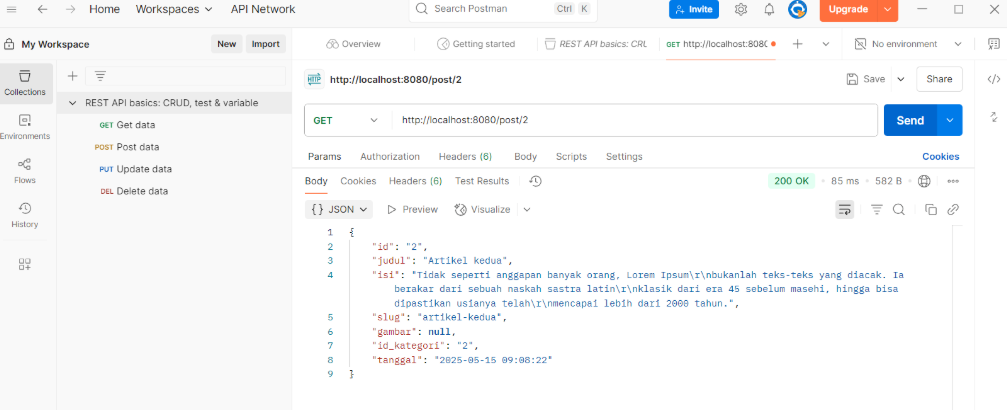 Home Workspaces API Network Search Postman Ctrl K Invite Upgrade
My Workspace New Import Overview Getting started REST API basics: CRU GET http://localhost:8080 No environment
Collections
REST API basics: CRUD, test & variable
GET Get data
POST Post data
PUT Update data
DEL Delete data
Environments
Flows
History
HTTP http://localhost:8080/post/2 Save Share
GET http://localhost:8080/post/2 Send
Params Authorization Headers (6) Body Scripts Settings Cookies
Body Cookies Headers (6) Test Results 200 OK 85 ms 582 B
{} JSON Preview Visualize
1 {
2 "id": "2",
3 "judul": "Artikel kedua",
4 "isi": "Tidak seperti anggapan banyak orang, Lorem Ipsum\r\nbukanlah teks-teks yang diacak. Ia
berakar dari sebuah naskah sastra latin\r\nklasik dari era 45 sebelum masehi, hingga bisa
dipastikan usianya telah\r\nmencapai lebih dari 2000 tahun.",
5 "slug": "artikel-kedua",
6 "gambar": null,
7 "id_kategori": "2",
8 "tanggal": "2025-05-15 09:08:22"
9 }